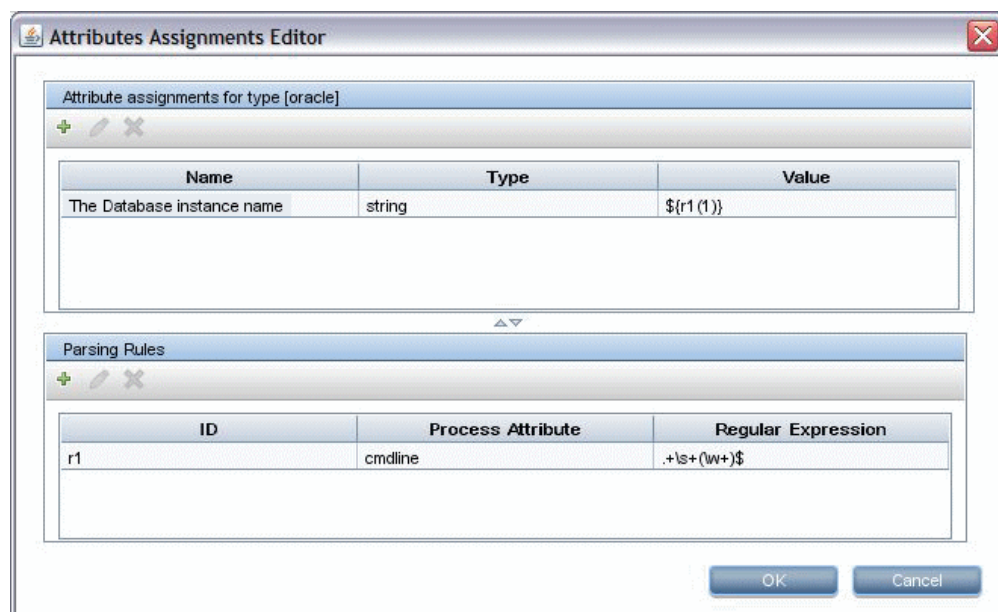 Attributes Assignments Editor
Attribute assignments for type [oracle]
Name Type Value
The Database instance name string ${r1(1)}
Parsing Rules
ID Process Attribute Regular Expression
r1 cmdline .+\s+(\w+)$
OK Cancel